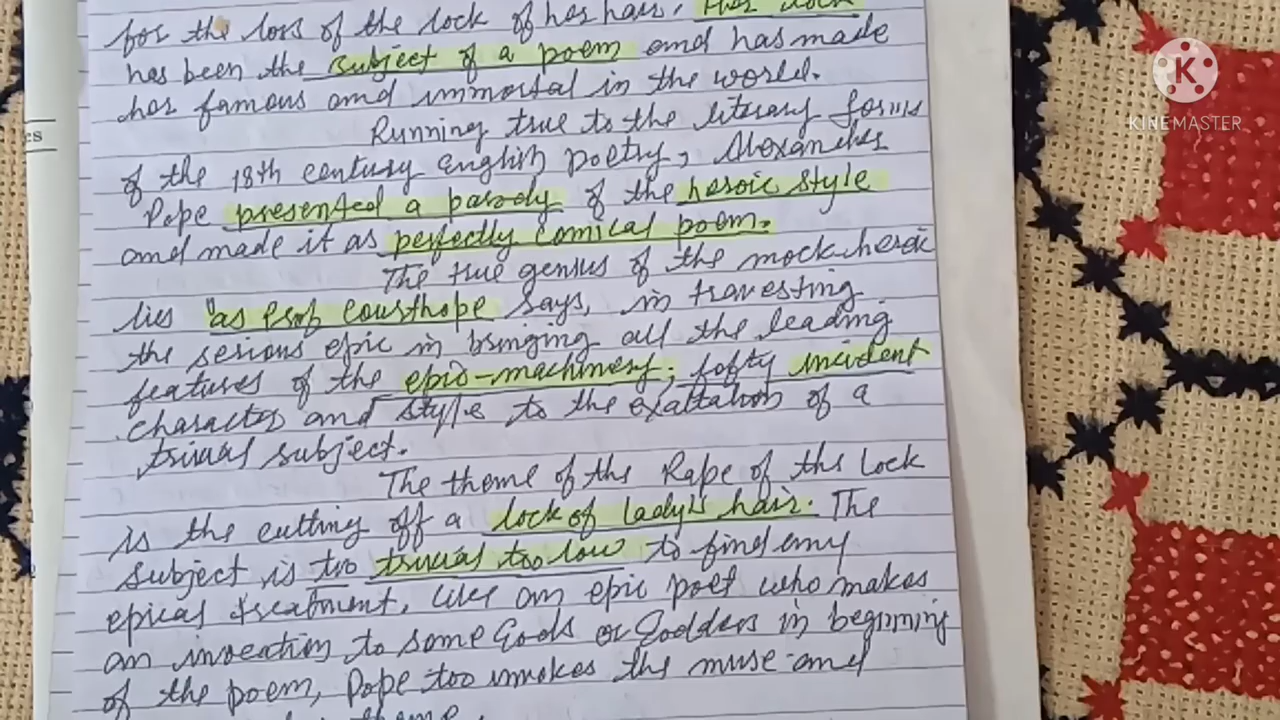 for the loss of the lock of her hair. This lock
has been the subject of a poem and has made
her famous and immortal in the world.
Running true to the literary forms
of the 18th century English poetry, Alexander
Pope presented a parody of the heroic style
and made it as perfectly comical poem.
The true genius of the mock heroic
lies "as Prof Courthope says, in travesting
the serious epic in bringing all the leading
features of the epic-machinery, lofty incident
character and style to the exaltation of a
trivial subject.
The theme of the Rape of the Lock
is the cutting off a lock of lady's hair. The
subject is too trivial too low to find any
epical treatment. Like an epic poet who makes
an invocation to some Gods or Goddess in beginning
of the poem, Pope too invokes the muse and
theme.
K
KINEMASTER
es